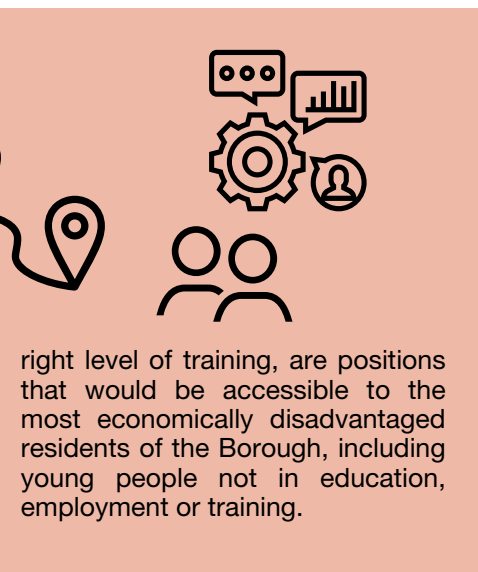 right level of training, are positions
that would be accessible to the
most economically disadvantaged
residents of the Borough, including
young people not in education,
employment or training.